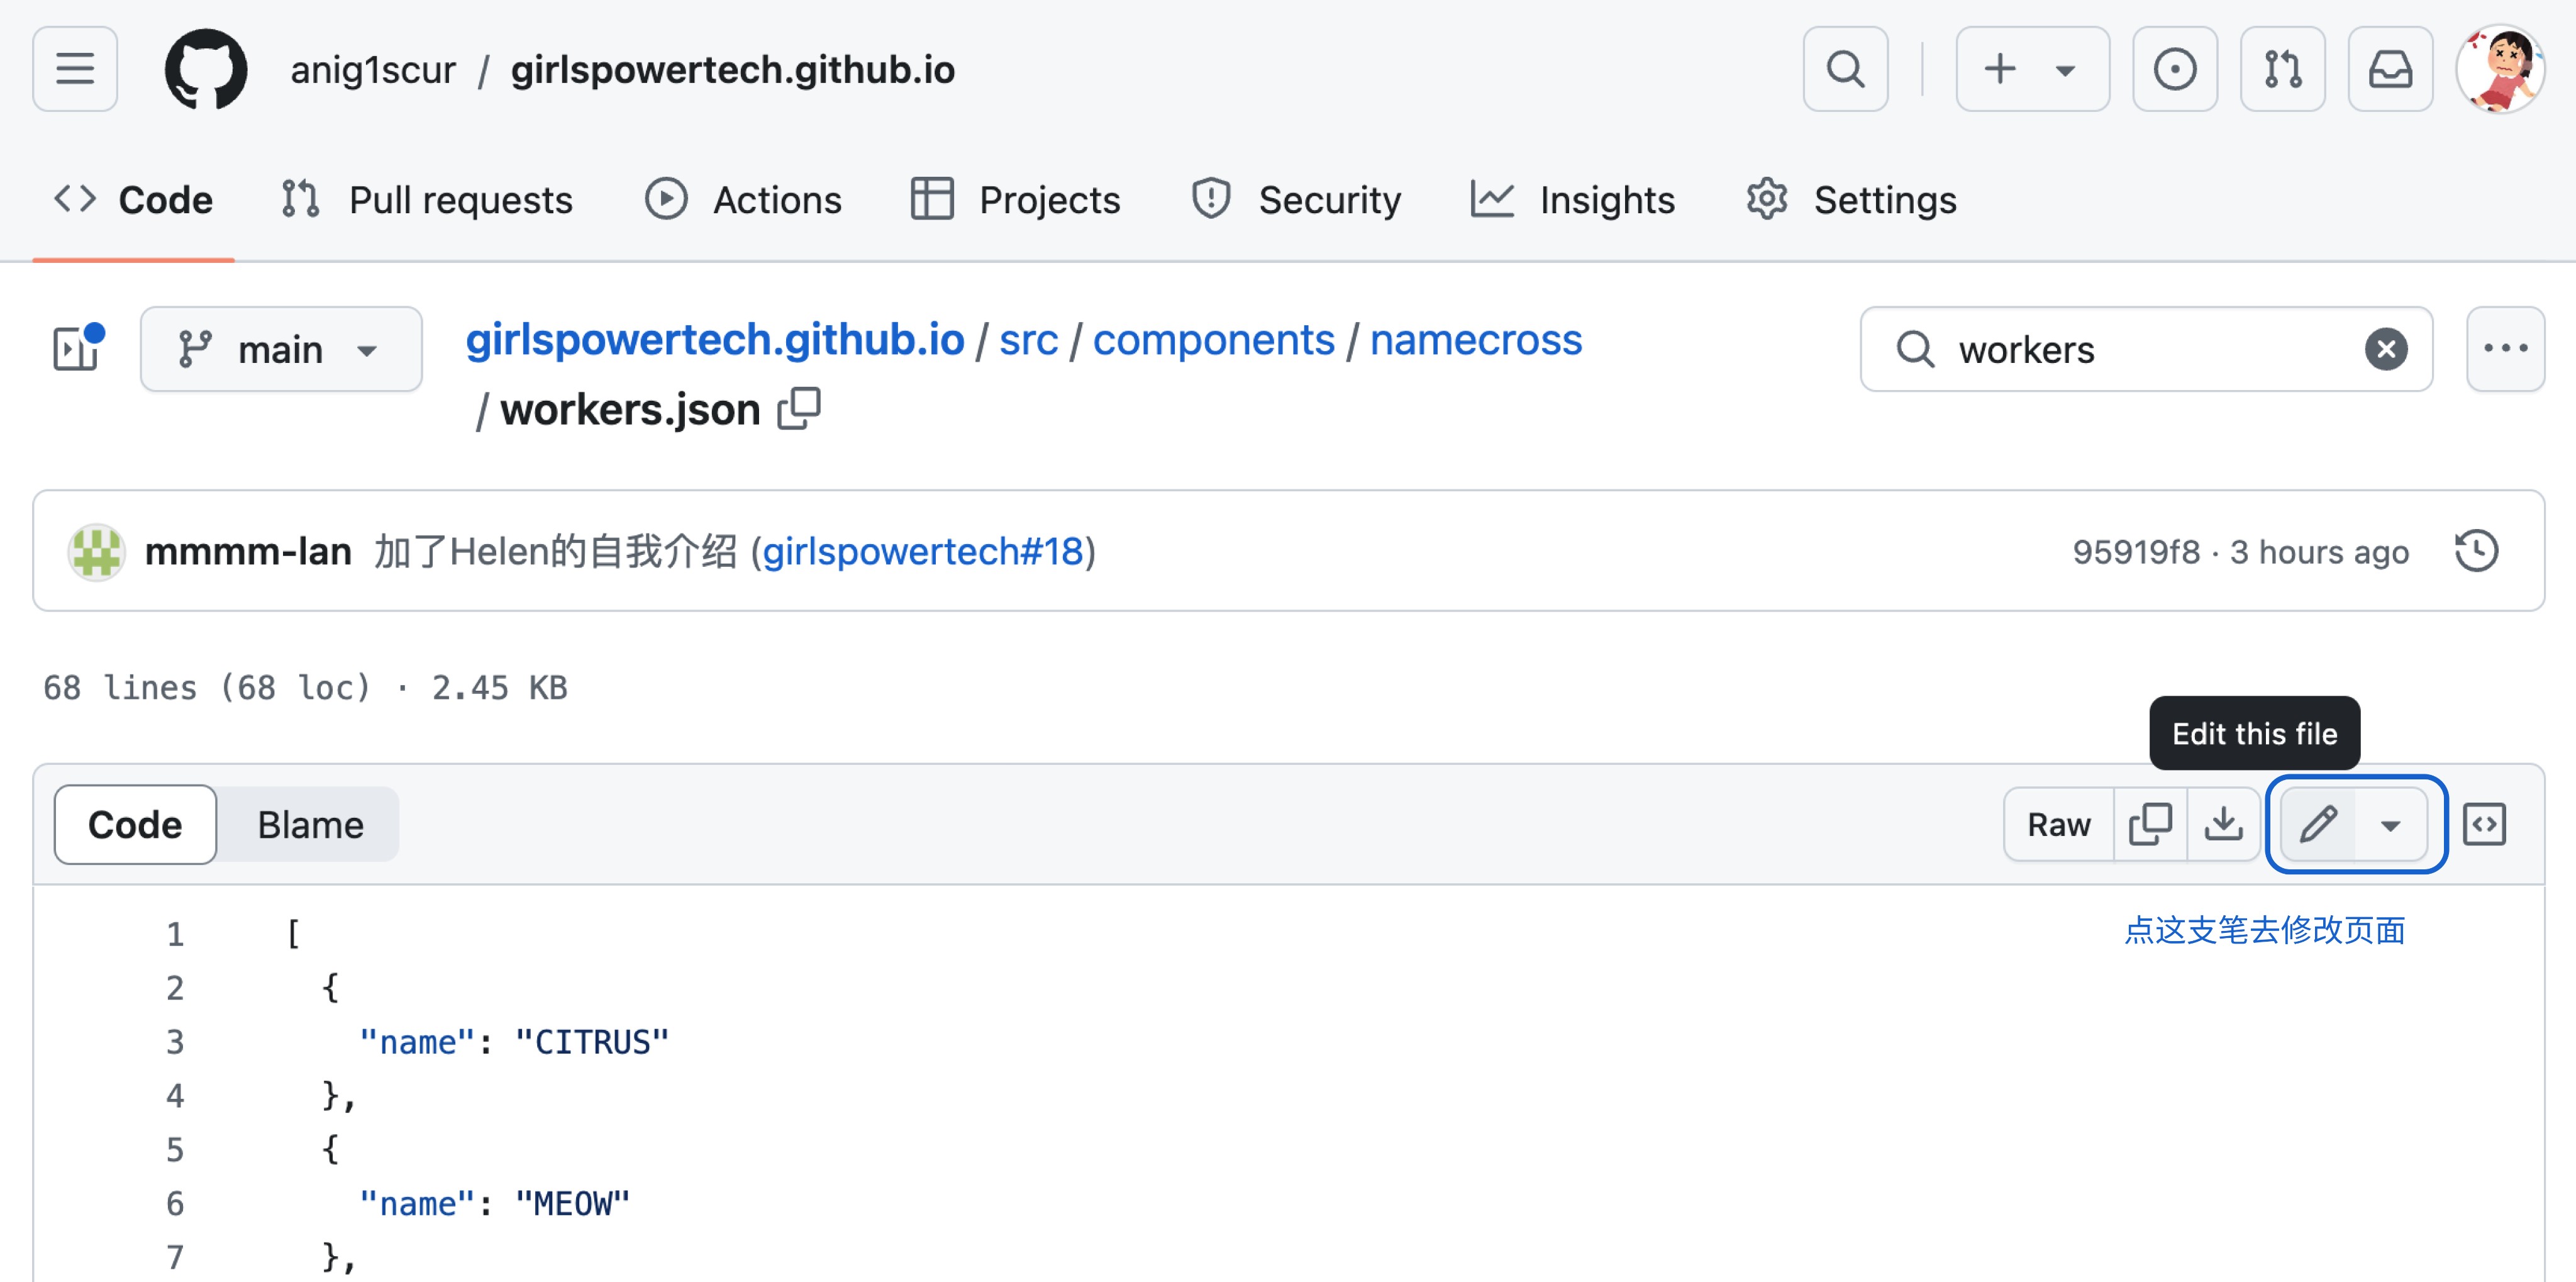 anig1scur / girlspowertech.github.io
Code Pull requests Actions Projects Security Insights Settings
main girlspowertech.github.io / src / components / namecross workers
/ workers.json
mmmm-lan 加了Helen的自我介绍 (girlspowertech#18) 95919f8 · 3 hours ago
68 lines (68 loc) · 2.45 KB
Edit this file
Code Blame Raw
点这支笔去修改页面
1 [
2 {
3 "name": "CITRUS"
4 },
5 {
6 "name": "MEOW"
7 },